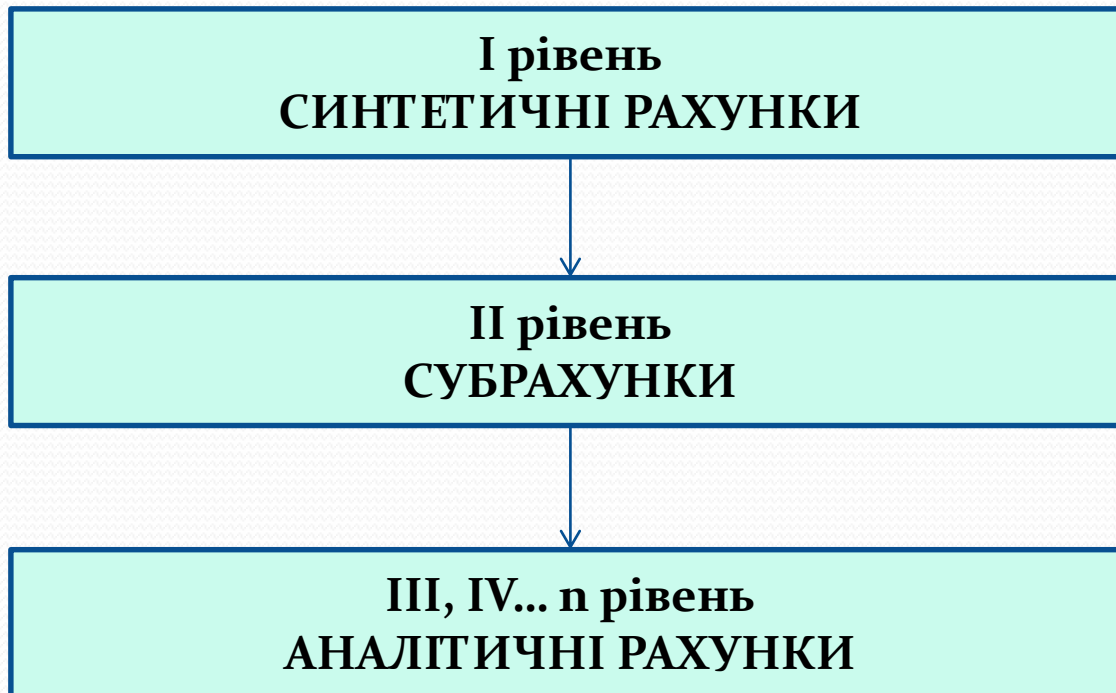 I рівень
СИНТЕТИЧНІ РАХУНКИ
II рівень
СУБРАХУНКИ
III, IV... n рівень
АНАЛІТИЧНІ РАХУНКИ